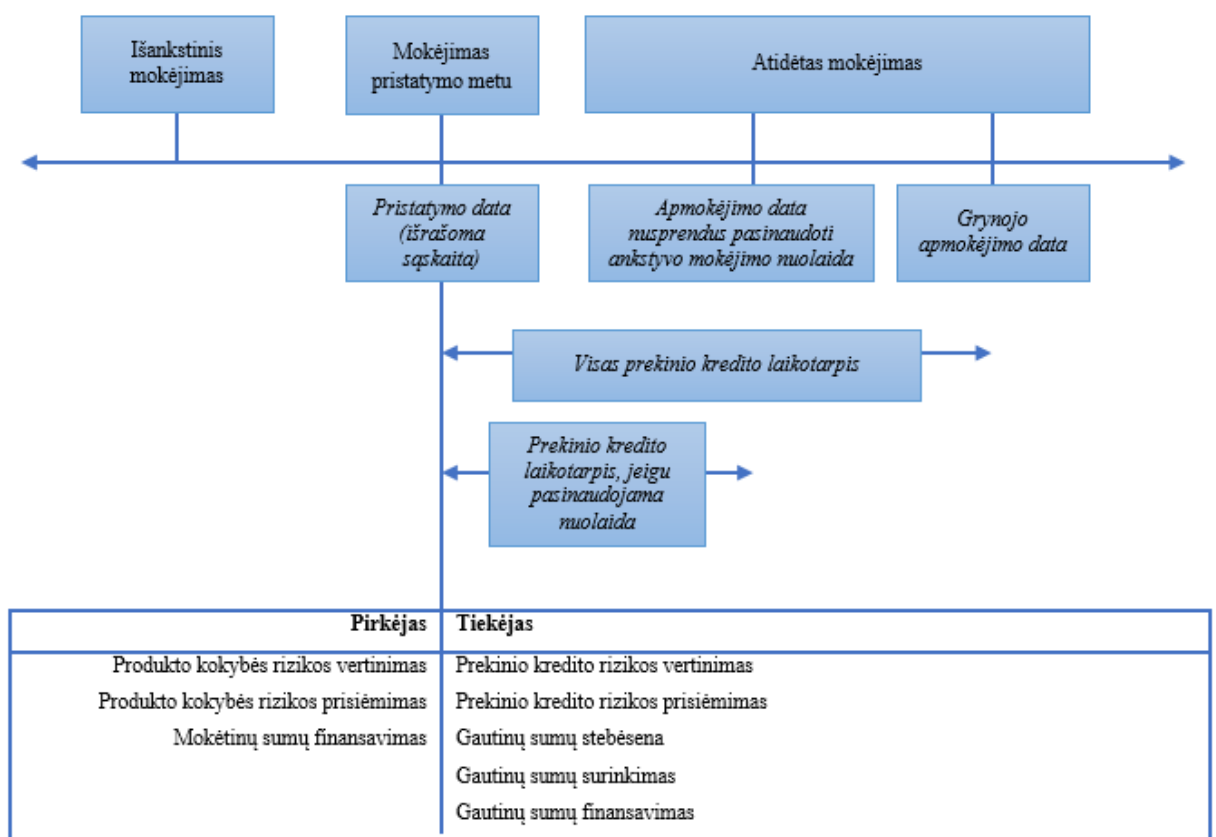 Išankstinis
mokėjimas
Mokėjimas
pristatymo metu
Atidėtas mokėjimas
Pristatymo data
(išrašoma
sąskaita)
Apmokėjimo data
nusprendus pasinaudoti
ankstyvo mokėjimo nuolaida
Grynojo
apmokėjimo data
Visas prekinio kredito laikotarpis
Prekinio kredito
laikotarpis, jeigu
pasinaudojama
nuolaida
Pirkėjas Tiekėjas
Produkto kokybės rizikos vertinimas Prekinio kredito rizikos vertinimas
Produkto kokybės rizikos prisiėmimas Prekinio kredito rizikos prisiėmimas
Mokėtinų sumų finansavimas Gautinų sumų stebėsena
Gautinų sumų surinkimas
Gautinų sumų finansavimas